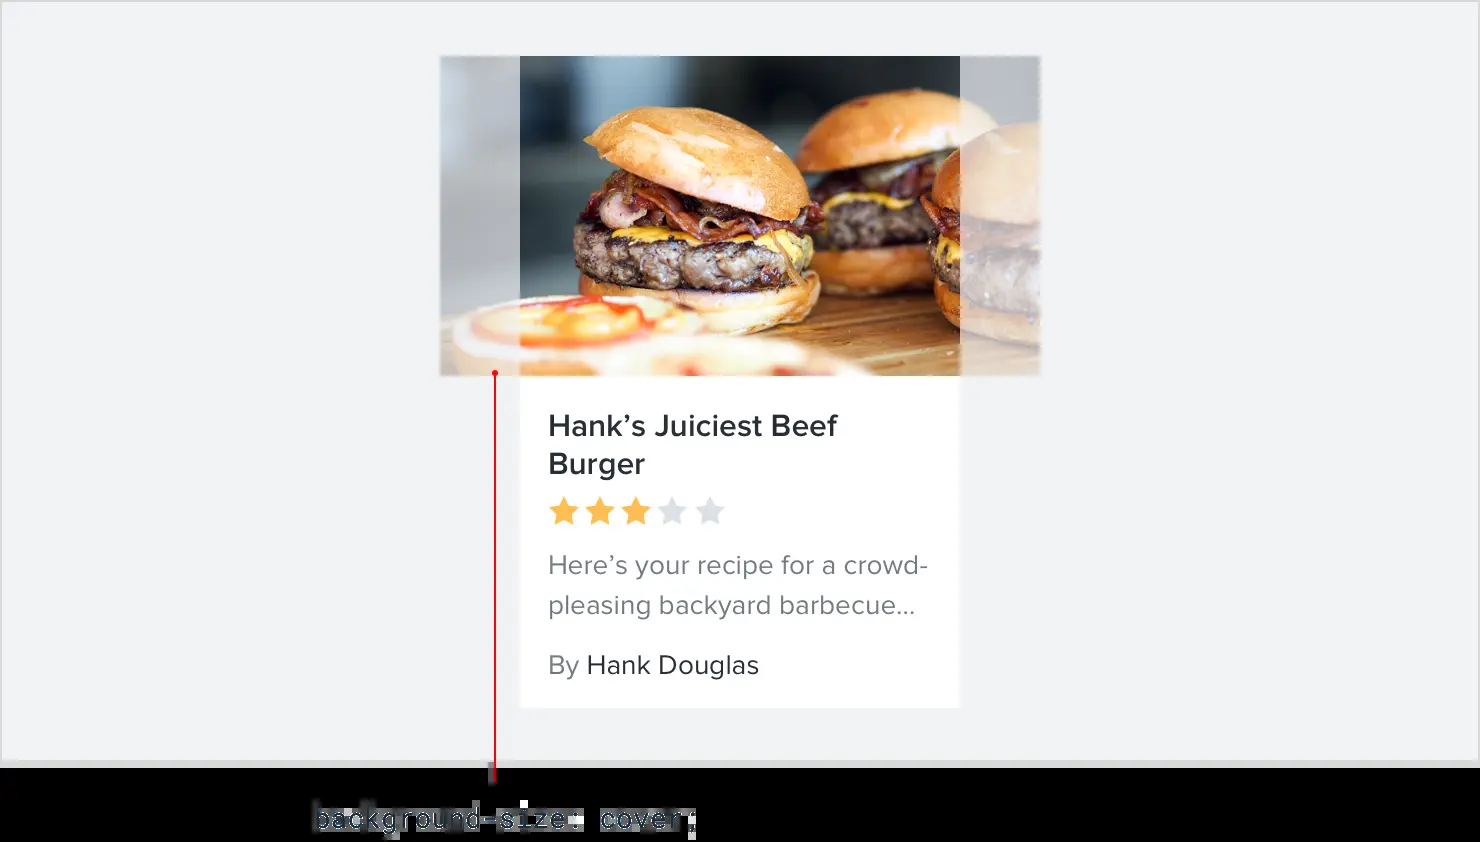 Hank’s Juiciest Beef
Burger
Here’s your recipe for a crowd-
pleasing backyard barbecue...
By Hank Douglas
background-size: cover;